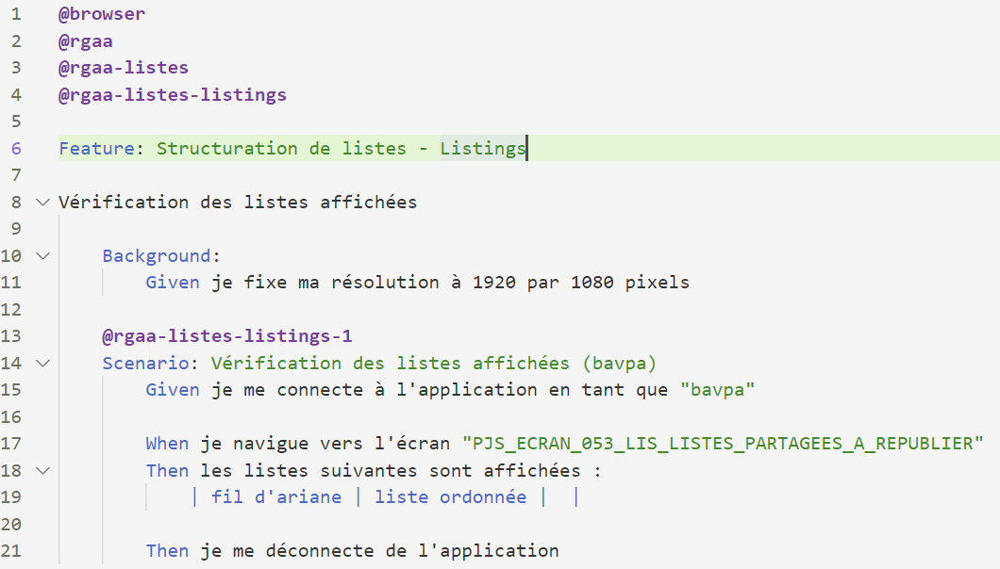 1 @browser
2 @rgaa
3 @rgaa-listes
4 @rgaa-listes-listings
5
6 Feature: Structuration de listes - Listings
7
8 Vérification des listes affichées
9
10 Background:
11 Given je fixe ma résolution à 1920 par 1080 pixels
12
13 @rgaa-listes-listings-1
14 Scenario: Vérification des listes affichées (bavpa)
15 Given je me connecte à l'application en tant que "bavpa"
16
17 When je navigue vers l'écran "PJS_ECRAN_053_LIS_LISTES_PARTAGEES_A_REPUBLIER"
18 Then les listes suivantes sont affichées :
19 | fil d'ariane | liste ordonnée |  |
20
21 Then je me déconnecte de l'application